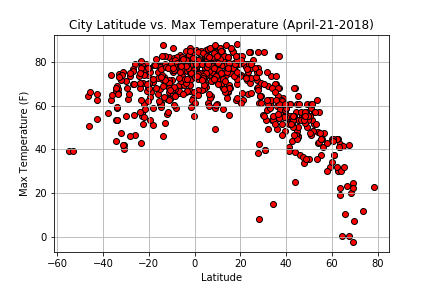 City Latitude vs. Max Temperature (April-21-2018)
Max Temperature (F)
80
60
40
20
0
−60 −40 −20 0 20 40 60 80
Latitude